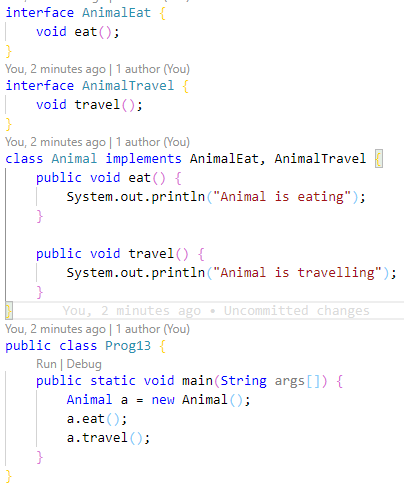 interface AnimalEat {
    void eat();
}
You, 2 minutes ago | 1 author (You)
interface AnimalTravel {
    void travel();
}
You, 2 minutes ago | 1 author (You)
class Animal implements AnimalEat, AnimalTravel {
    public void eat() {
        System.out.println("Animal is eating");
    }

    public void travel() {
        System.out.println("Animal is travelling");
    }
}       You, 2 minutes ago • Uncommitted changes
You, 2 minutes ago | 1 author (You)
public class Prog13 {
    Run | Debug
    public static void main(String args[]) {
        Animal a = new Animal();
        a.eat();
        a.travel();
    }
}